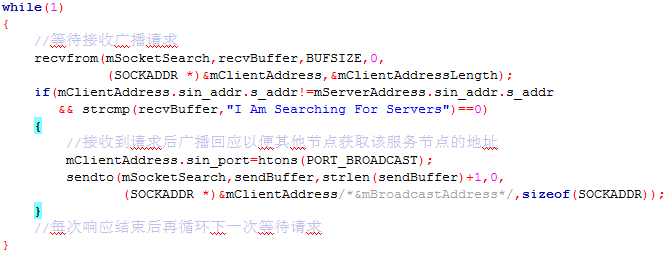 while(1)
{
//等待接收广播请求
recvfrom(mSocketSearch,recvBuffer,BUFSIZE,0,
(SOCKADDR *)&mClientAddress,&mClientAddressLength);
if(mClientAddress.sin_addr.s_addr!=mServerAddress.sin_addr.s_addr
&& strcmp(recvBuffer,"I Am Searching For Servers")==0)
{
//接收到请求后广播回应以便其他节点获取该服务节点的地址
mClientAddress.sin_port=htons(PORT_BROADCAST);
sendto(mSocketSearch,sendBuffer,strlen(sendBuffer)+1,0,
(SOCKADDR *)&mClientAddress/*&mBroadcastAddress*/,sizeof(SOCKADDR));
}
//每次响应结束后再循环下一次等待请求
}